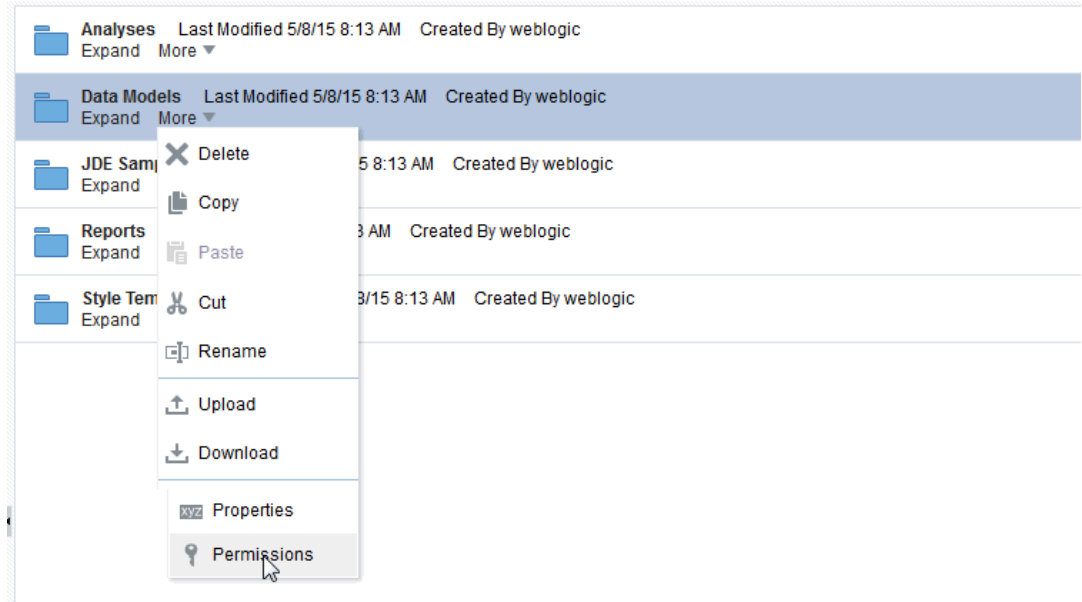 Analyses Last Modified 5/8/15 8:13 AM Created By weblogic
Expand More
Data Models Last Modified 5/8/15 8:13 AM Created By weblogic
Expand More
Delete
JDE Samp 5 8:13 AM Created By weblogic
Expand
Copy
Reports 3 AM Created By weblogic
Expand
Paste
Style Tem 8/15 8:13 AM Created By weblogic
Expand
Cut
Rename
Upload
Download
xyz Properties
Permissions